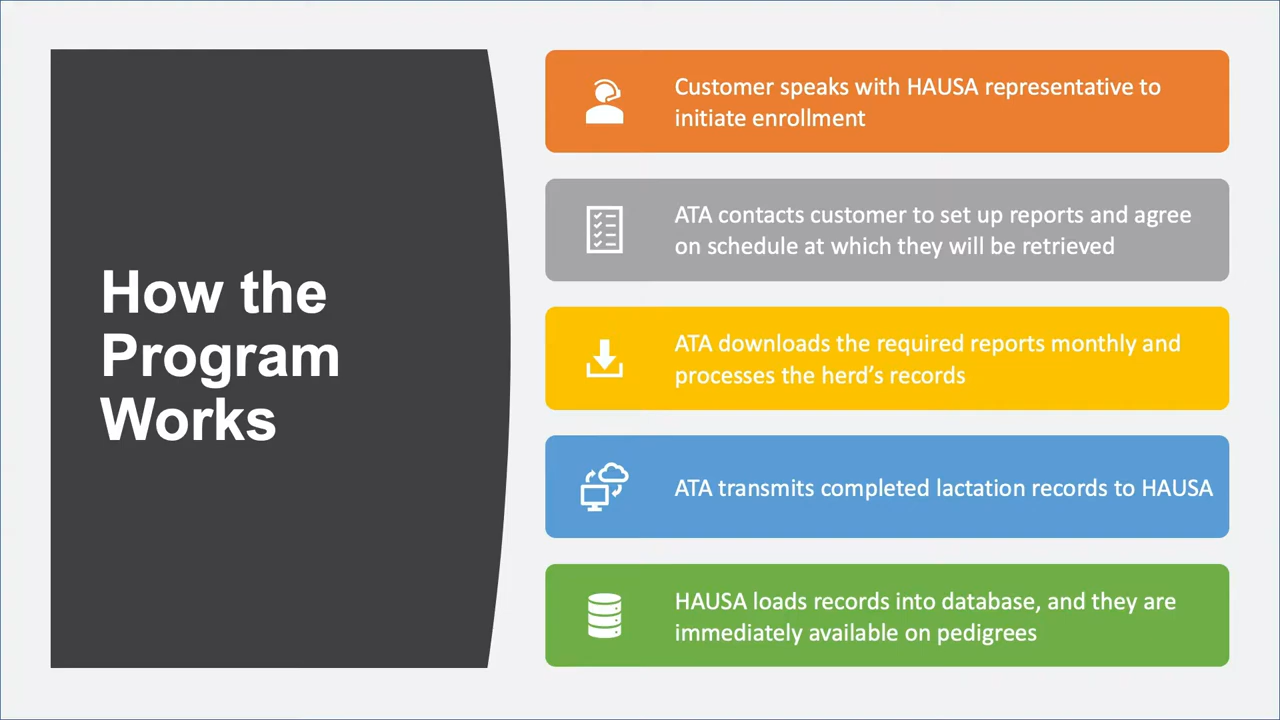 How the
Program
Works
Customer speaks with HAUSA representative to
initiate enrollment
ATA contacts customer to set up reports and agree
on schedule at which they will be retrieved
ATA downloads the required reports monthly and
processes the herd’s records
ATA transmits completed lactation records to HAUSA
HAUSA loads records into database, and they are
immediately available on pedigrees